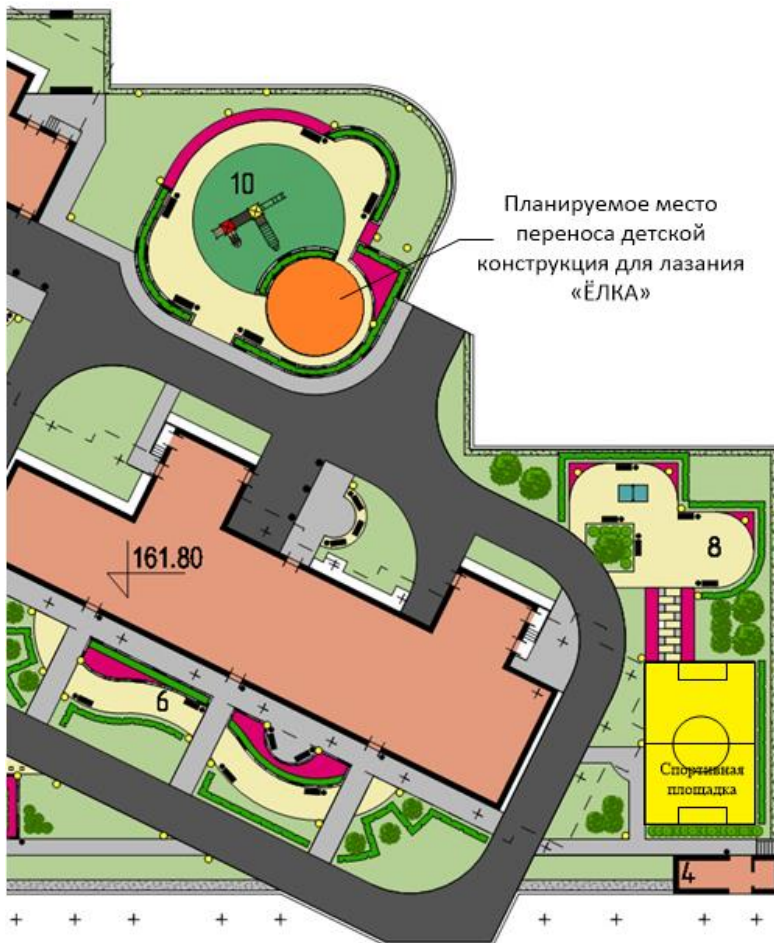 10
Планируемое место
переноса детской
конструкция для лазания
«ЁЛКА»
161.80
8
6
Спортивная
площадка
4